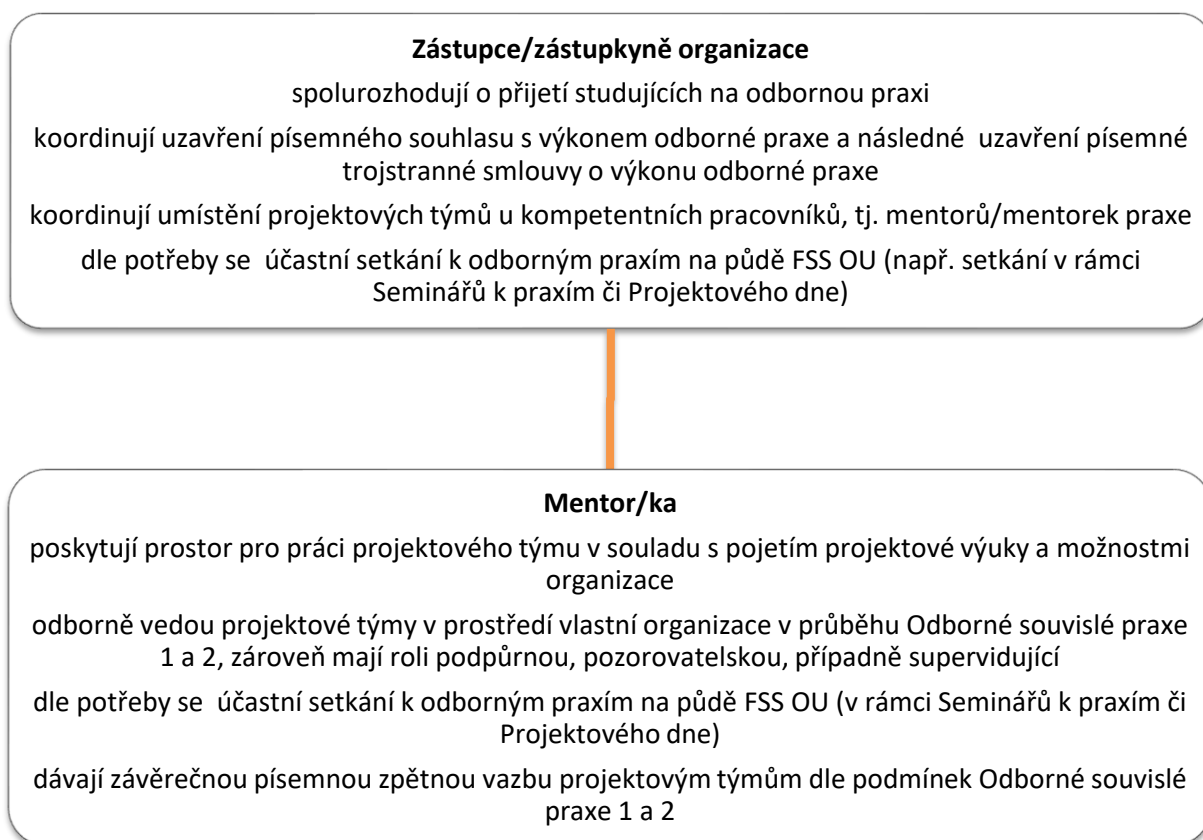 Zástupce/zástupkyně organizace
spolurozhodují o přijetí studujících na odbornou praxi
koordinují uzavření písemného souhlasu s výkonem odborné praxe a následné  uzavření písemné
trojstranné smlouvy o výkonu odborné praxe
koordinují umístění projektových týmů u kompetentních pracovníků, tj. mentorů/mentorek praxe
dle potřeby se  účastní setkání k odborným praxím na půdě FSS OU (např. setkání v rámci
Seminářů k praxím či Projektového dne)
Mentor/ka
poskytují prostor pro práci projektového týmu v souladu s pojetím projektové výuky a možnostmi
organizace
odborně vedou projektové týmy v prostředí vlastní organizace v průběhu Odborné souvislé praxe
1 a 2, zároveň mají roli podpůrnou, pozorovatelskou, případně supervidující
dle potřeby se  účastní setkání k odborným praxím na půdě FSS OU (v rámci Seminářů k praxím či
Projektového dne)
dávají závěrečnou písemnou zpětnou vazbu projektovým týmům dle podmínek Odborné souvislé
praxe 1 a 2